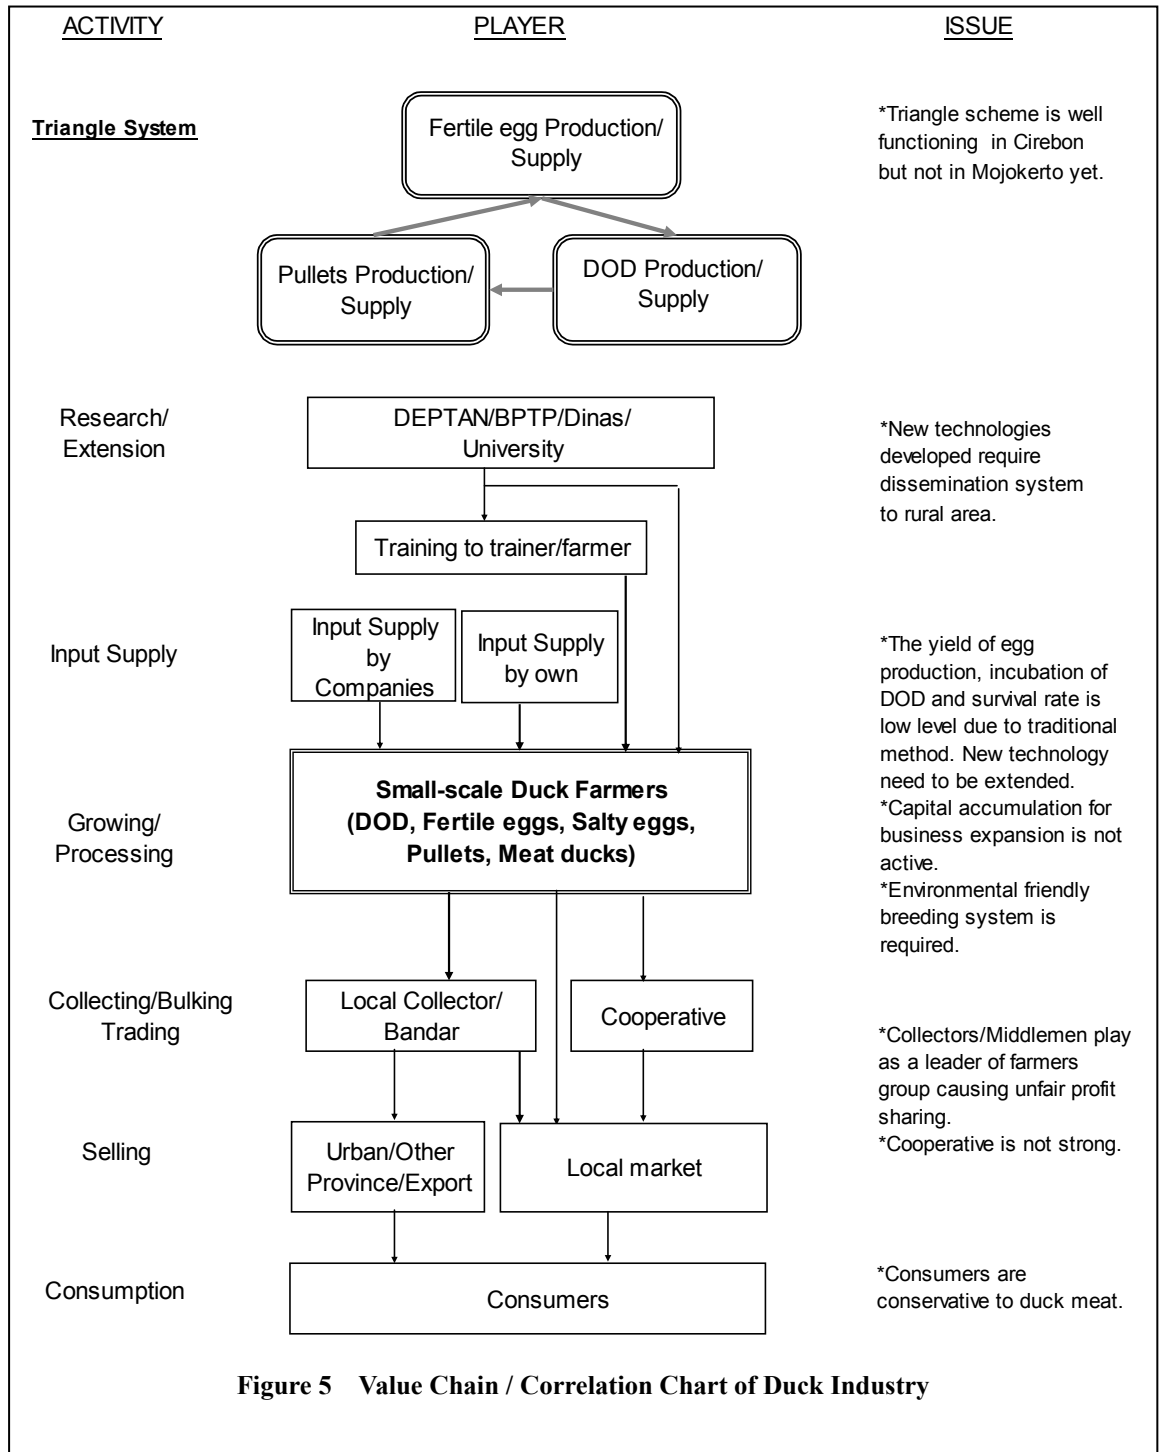 ACTIVITY
PLAYER
ISSUE
Triangle System
Fertile egg Production/
Supply
*Triangle scheme is well
functioning in Cirebon
but not in Mojokerto yet.
Pullets Production/
Supply
DOD Production/
Supply
Research/
Extension
DEPTAN/BPTP/Dinas/
University
*New technologies
developed require
dissemination system
to rural area.
Training to trainer/farmer
Input Supply
Input Supply
by
Companies
Input Supply
by own
*The yield of egg
production, incubation of
DOD and survival rate is
low level due to traditional
method. New technology
need to be extended.
*Capital accumulation for
business expansion is not
active.
*Environmental friendly
breeding system is
required.
Growing/
Processing
Small-scale Duck Farmers
(DOD, Fertile eggs, Salty eggs,
Pullets, Meat ducks)
Collecting/Bulking
Trading
Local Collector/
Bandar
Cooperative
*Collectors/Middlemen play
as a leader of farmers
group causing unfair profit
sharing.
*Cooperative is not strong.
Selling
Urban/Other
Province/Export
Local market
Consumption
Consumers
*Consumers are
conservative to duck meat.
Figure 5 Value Chain / Correlation Chart of Duck Industry